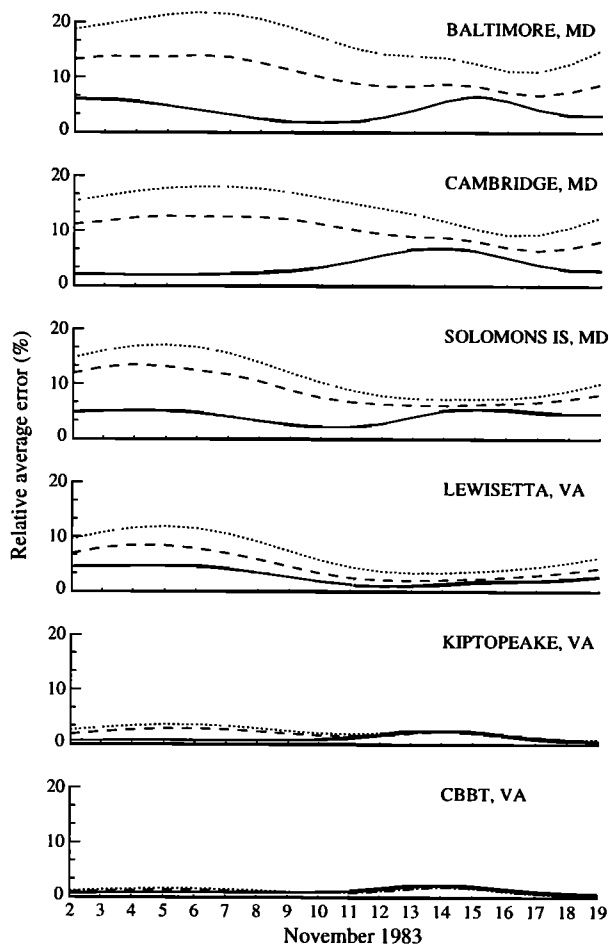 20
10
0
BALTIMORE, MD
20
10
0
CAMBRIDGE, MD
20
10
0
SOLOMONS IS, MD
20
10
0
LEWISETTA, VA
20
10
0
KIPTOPEAKE, VA
20
10
0
CBBT, VA
2 3 4 5 6 7 8 9 10 11 12 13 14 15 16 17 18 19
November 1983
Relative average error (%)